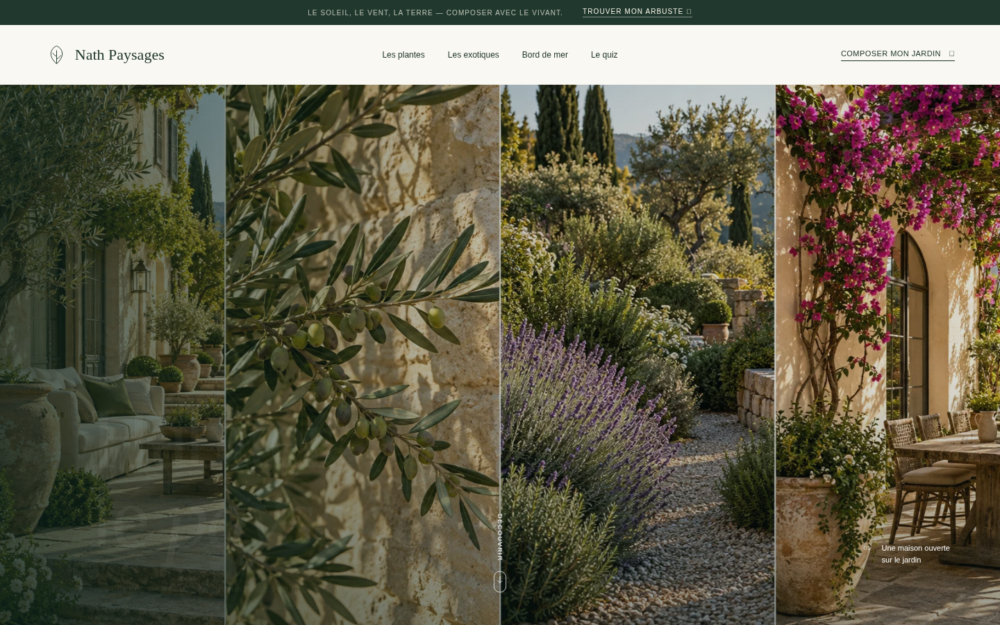 LE SOLEIL, LE VENT, LA TERRE — COMPOSER AVEC LE VIVANT.
TROUVER MON ARBUSTE
Nath Paysages
Les plantes
Les exotiques
Bord de mer
Le quiz
COMPOSER MON JARDIN
DÉCOUVRIR
01
Une maison ouverte
sur le jardin